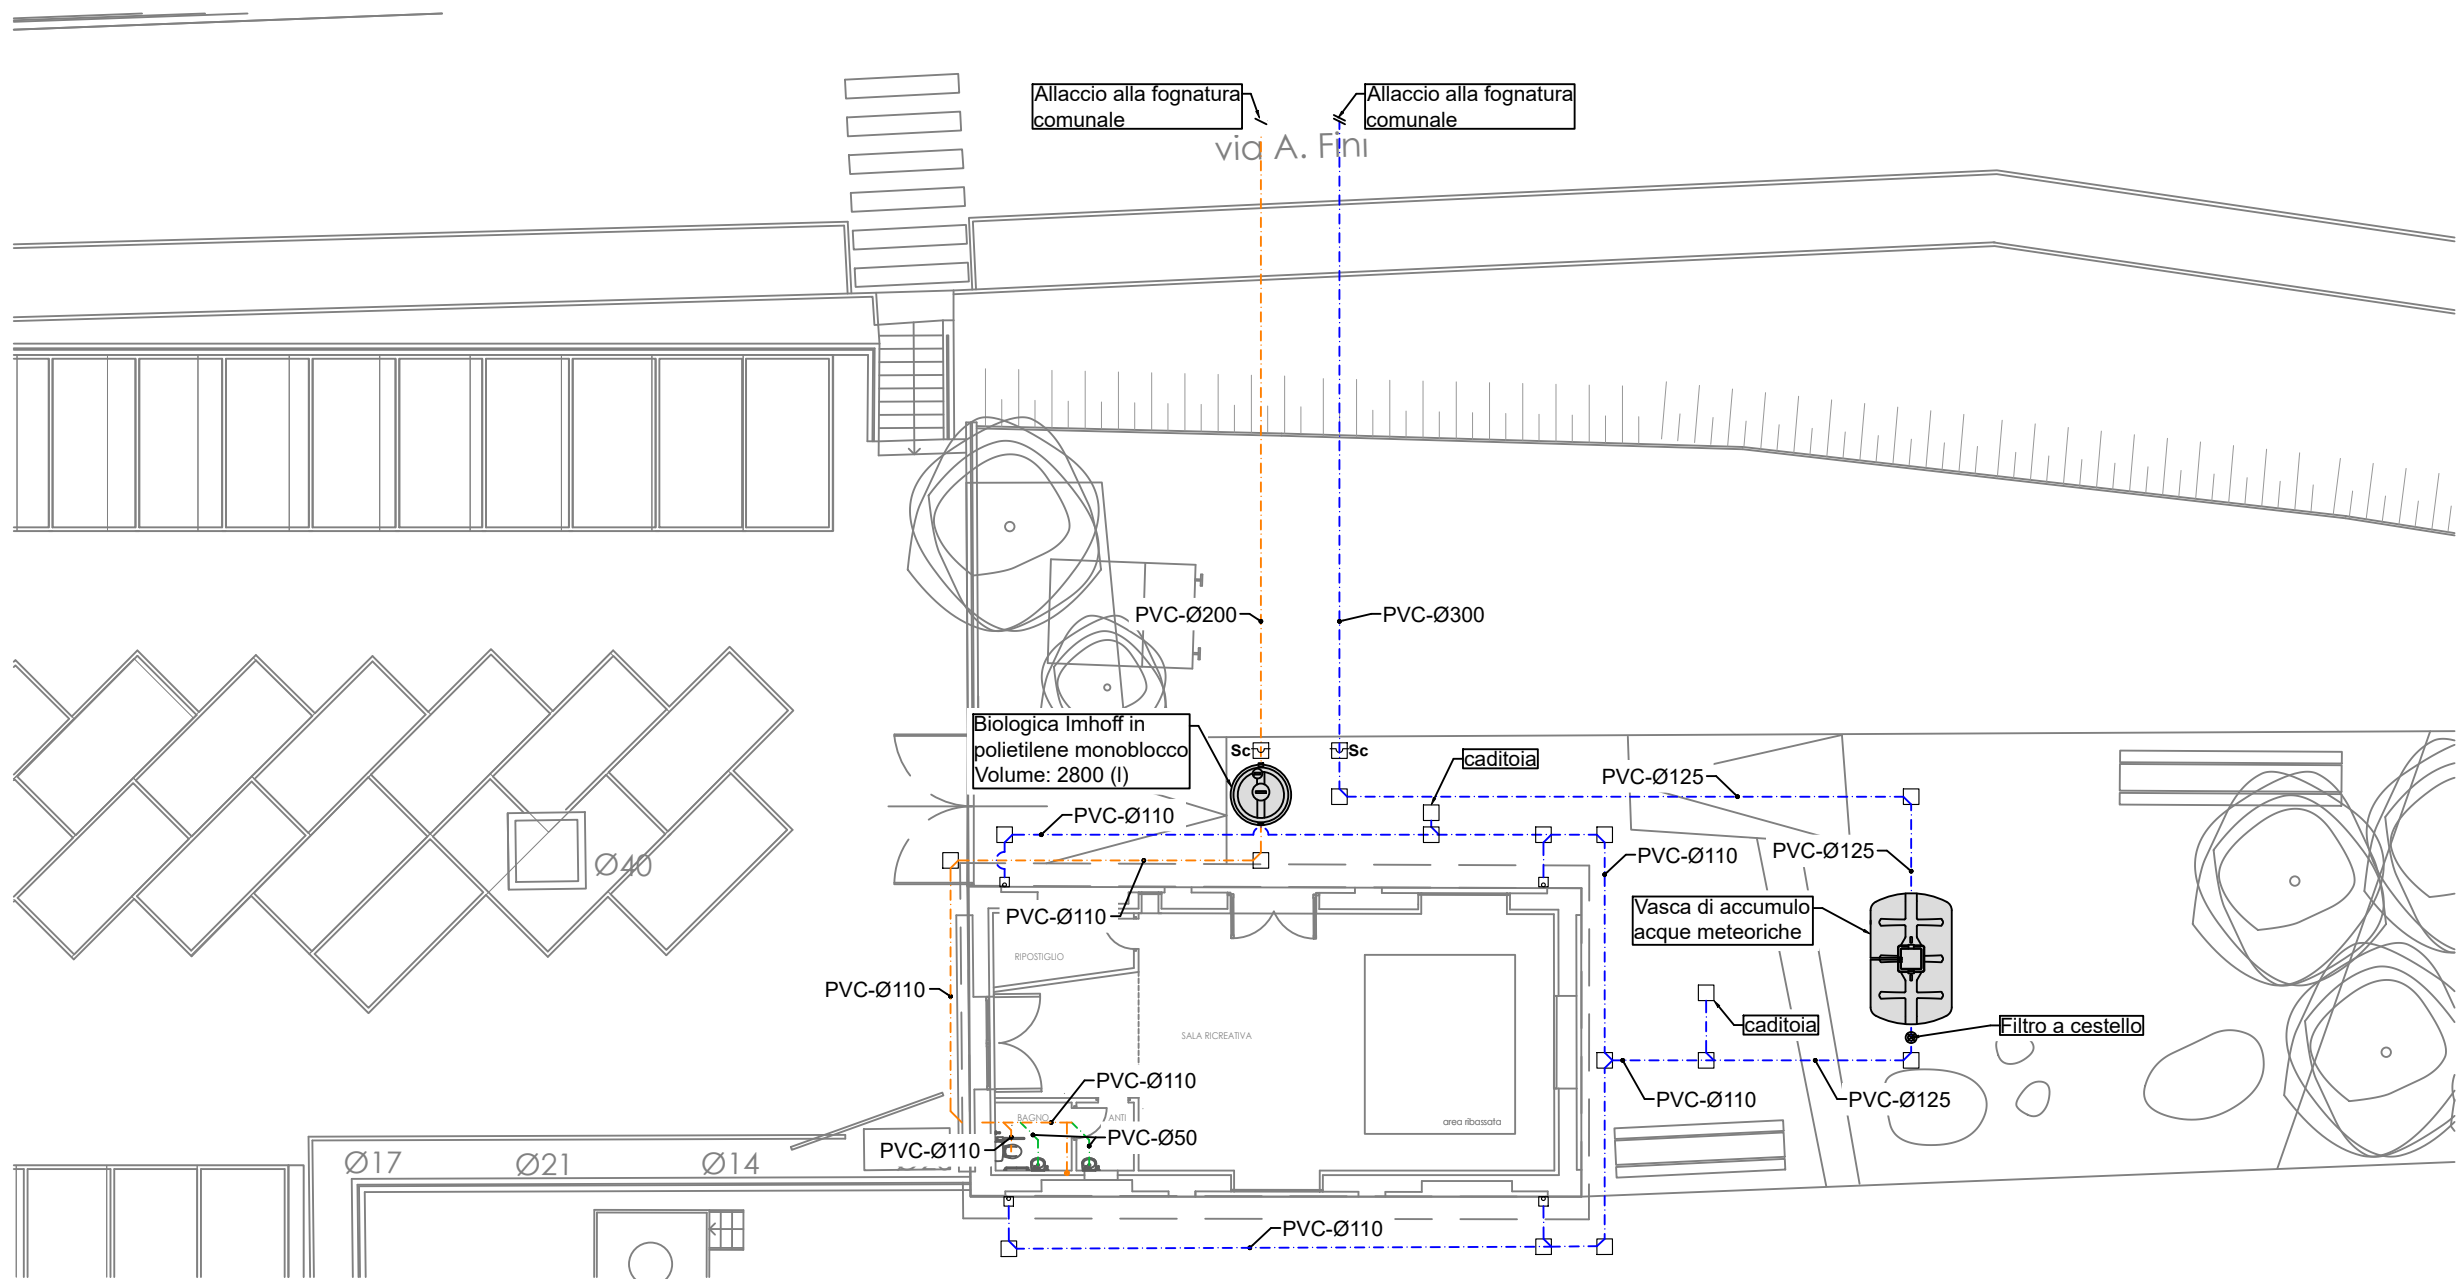 Allaccio alla fognatura
comunale
Allaccio alla fognatura
comunale
via A. Fini
PVC-Ø200
PVC-Ø300
Biologica Imhoff in
polietilene monoblocco
Volume: 2800 (l)
Sc
Sc
caditoia
PVC-Ø125
PVC-Ø110
PVC-Ø110
PVC-Ø125
Ø40
PVC-Ø110
Vasca di accumulo
acque meteoriche
RIPOSTIGLIO
PVC-Ø110
SALA RICREATIVA
caditoia
Filtro a cestello
PVC-Ø110
PVC-Ø110
PVC-Ø125
BAGNO
ANTI
area ribassata
PVC-Ø50
PVC-Ø110
Ø17
Ø21
Ø14
PVC-Ø110